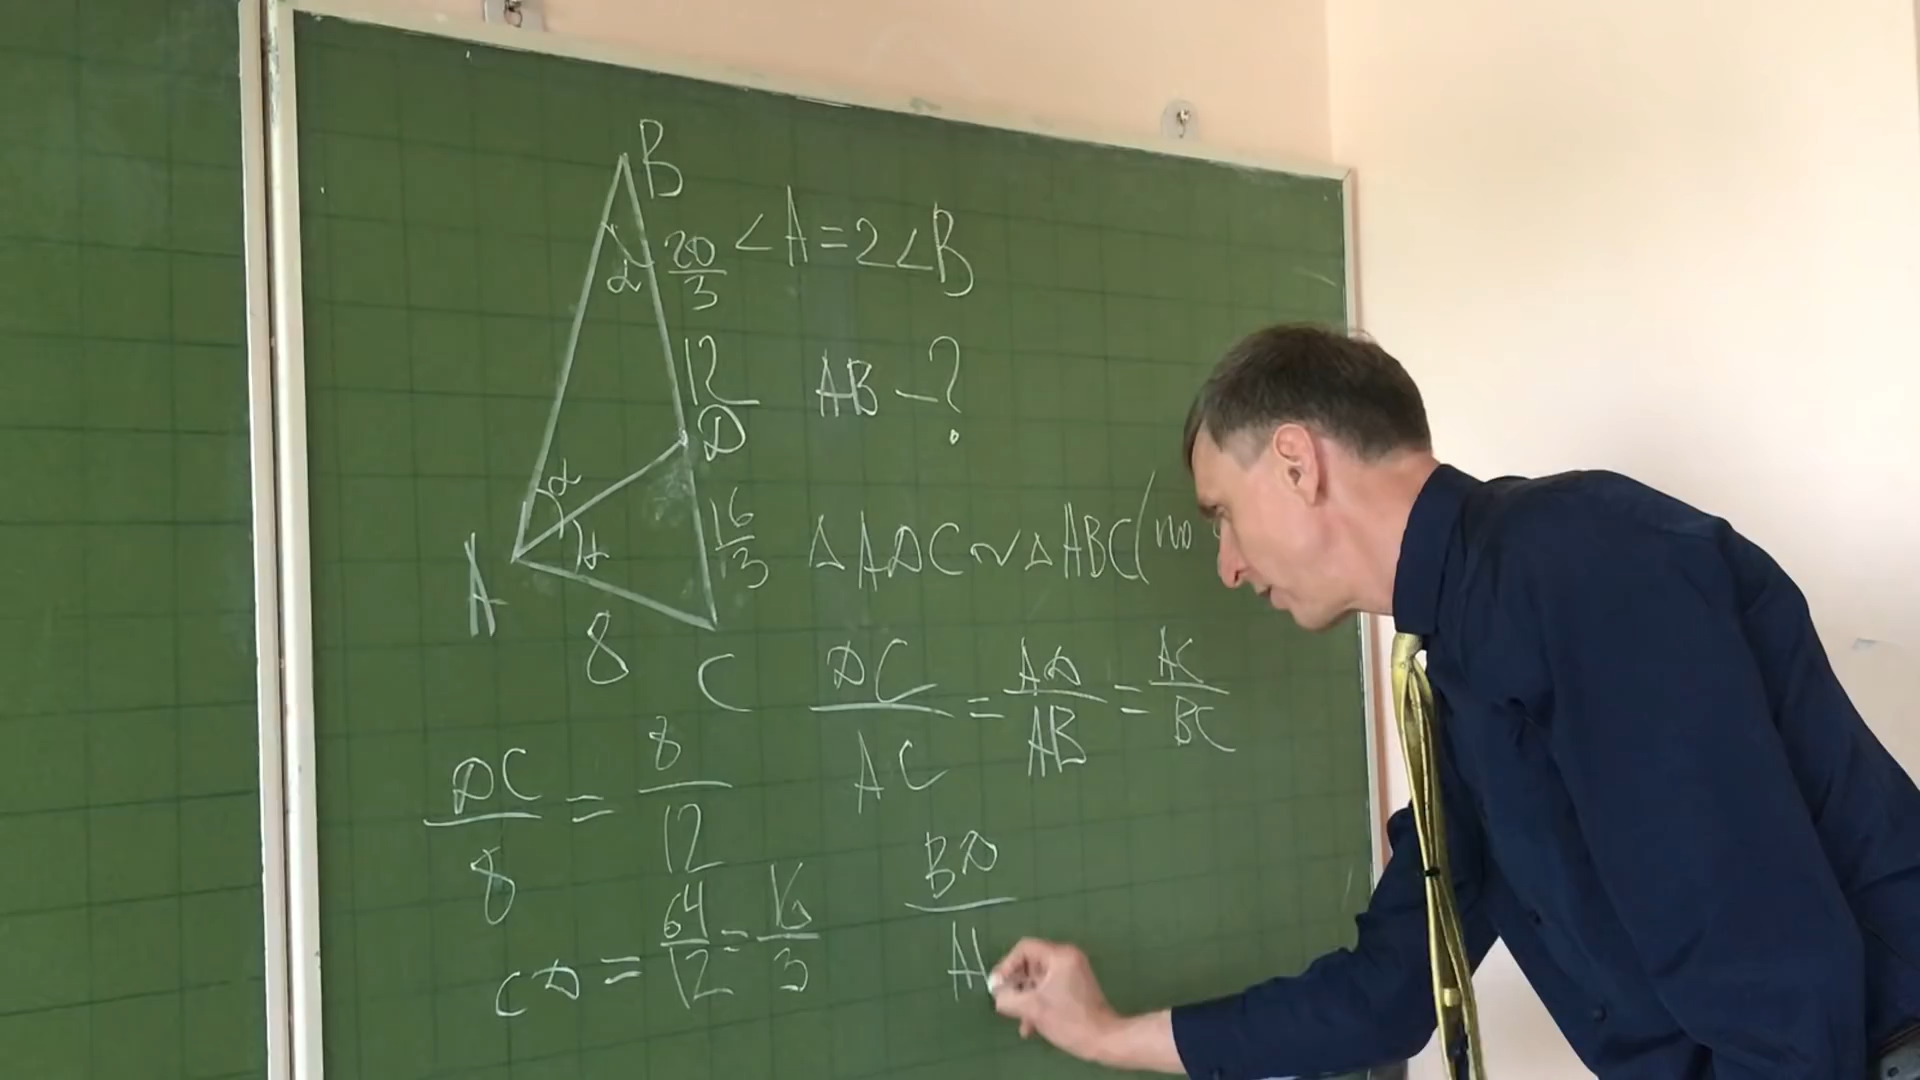 B
20/3 <A=2<B
α
12 AB-?
D
α
α
16/3 △ADC∾△ABC(по
A
8
C
DC/AC = AD/AB = AC/BC
DC/8 = 8/12
BD/A
CD = 64/12 = 16/3